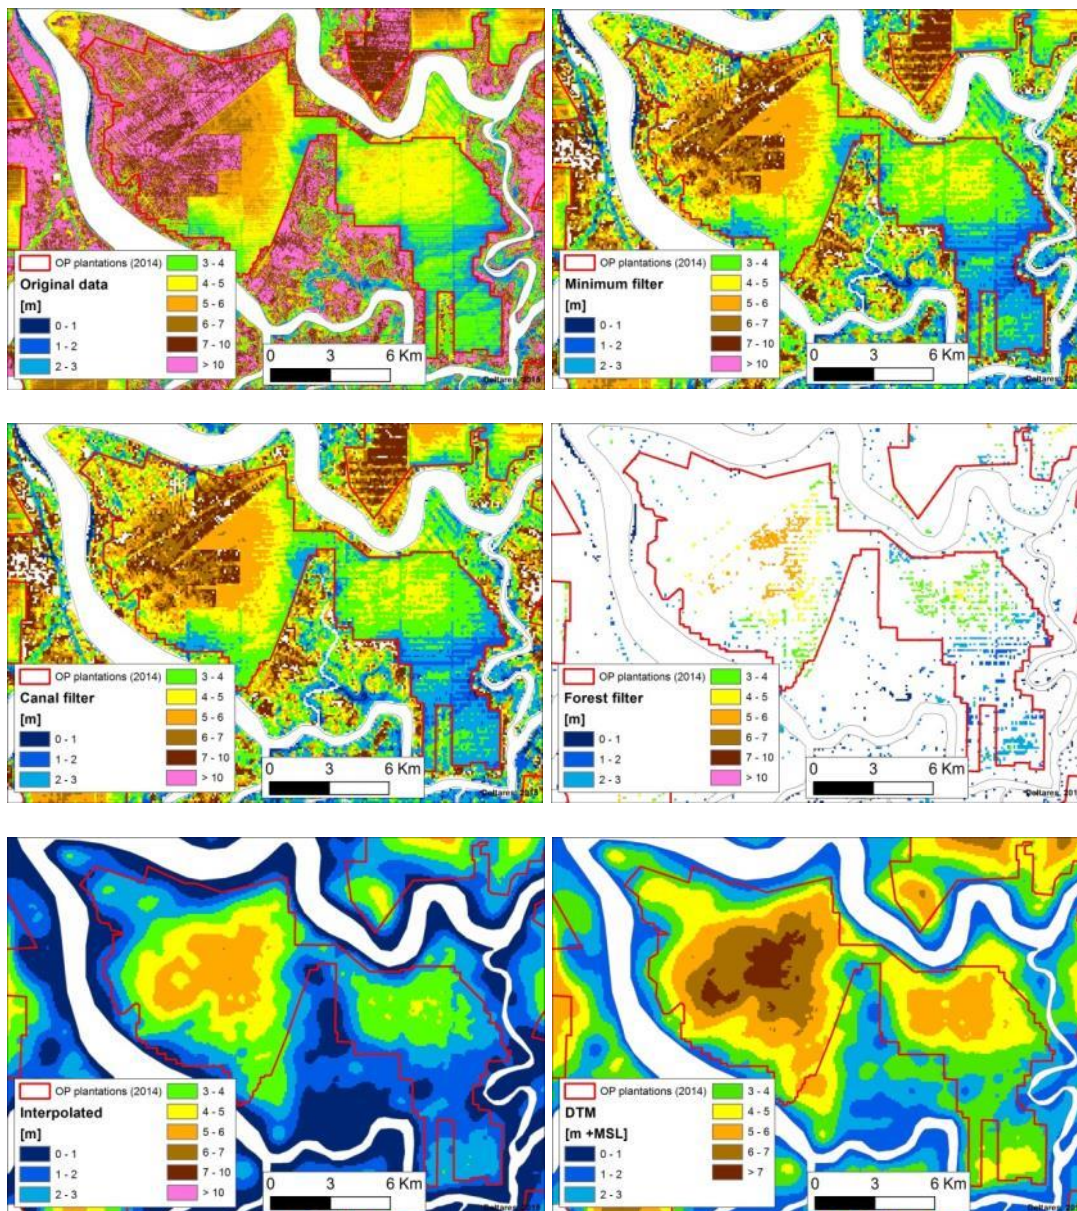 OP plantations (2014)
Original data
[m]
0 - 1
1 - 2
2 - 3
3 - 4
4 - 5
5 - 6
6 - 7
7 - 10
> 10
0 3 6 Km
Deltares, 2018
OP plantations (2014)
Minimum filter
[m]
0 - 1
1 - 2
2 - 3
3 - 4
4 - 5
5 - 6
6 - 7
7 - 10
> 10
0 3 6 Km
OP plantations (2014)
Canal filter
[m]
0 - 1
1 - 2
2 - 3
3 - 4
4 - 5
5 - 6
6 - 7
7 - 10
> 10
0 3 6 Km
OP plantations (2014)
Forest filter
[m]
0 - 1
1 - 2
2 - 3
3 - 4
4 - 5
5 - 6
6 - 7
7 - 10
> 10
0 3 6 Km
OP plantations (2014)
Interpolated
[m]
0 - 1
1 - 2
2 - 3
3 - 4
4 - 5
5 - 6
6 - 7
7 - 10
> 10
0 3 6 Km
OP plantations (2014)
DTM
[m +MSL]
0 - 1
1 - 2
2 - 3
3 - 4
4 - 5
5 - 6
6 - 7
> 7
0 3 6 Km